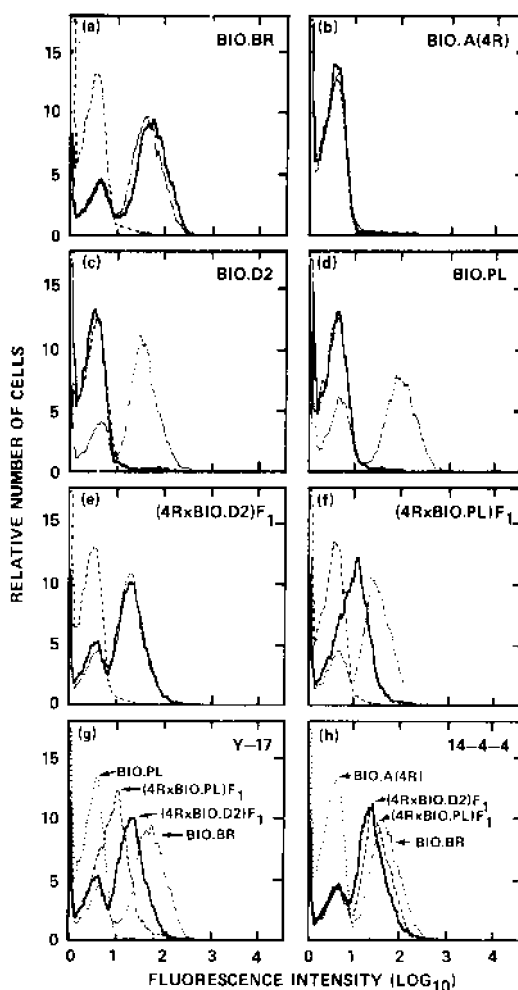 RELATIVE NUMBER OF CELLS
(a) BIO.BR
15
10
5
0
(b) BIO.A(4R)
(c) BIO.D2
15
10
5
0
(d) BIO.PL
(e) (4RxBIO.D2)F1
15
10
5
0
(f) (4RxBIO.PL)F1
(g) Y-17
BIO.PL
(4RxBIO.PL)F1
(4RxBIO.D2)F1
BIO.BR
15
10
5
0
0 1 2 3 4
(h) 14-4-4
BIO.A(4R)
(4RxBIO.D2)F1
(4RxBIO.PL)F1
BIO.BR
0 1 2 3 4
FLUORESCENCE INTENSITY (LOG10)